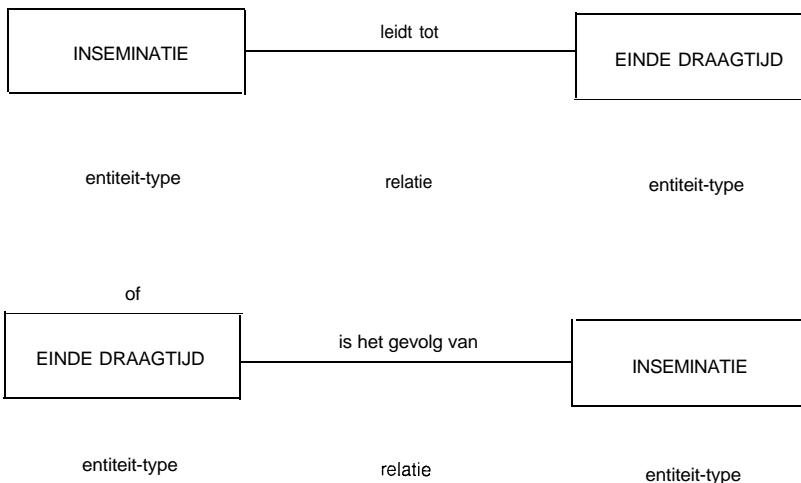 leidt tot
INSEMINATIE
EINDE DRAAGTIJD
entiteit-type
relatie
entiteit-type
of
is het gevolg van
EINDE DRAAGTIJD
INSEMINATIE
entiteit-type
relatie
entiteit-type